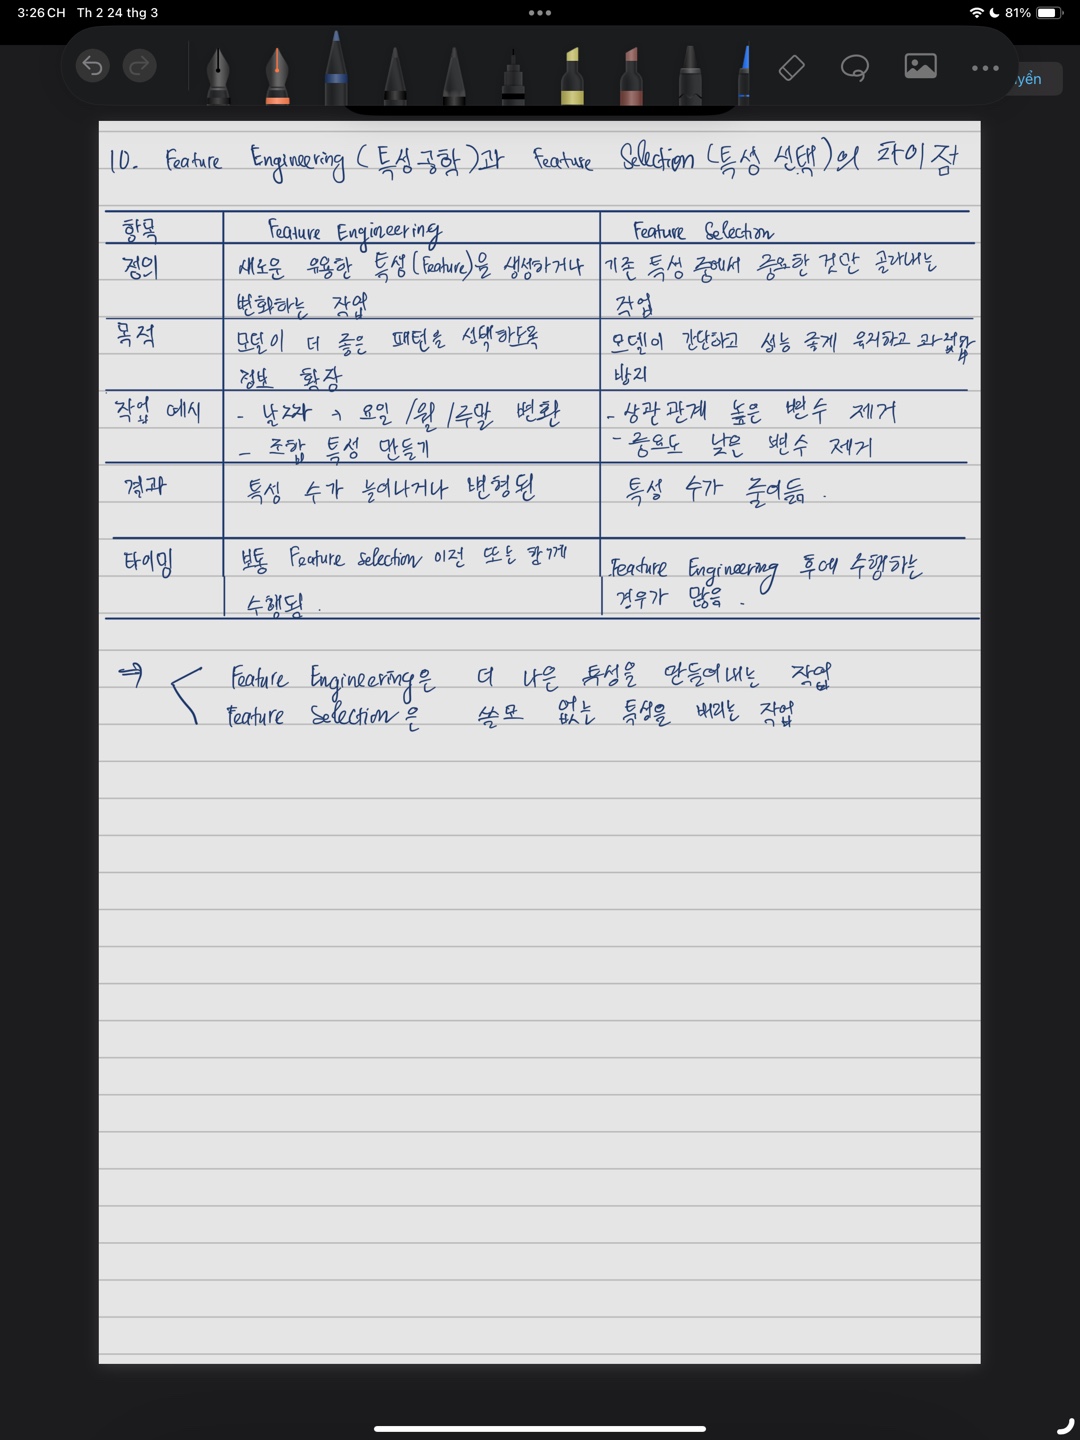 3:26 CH Th 2 24 thg 3
81%
yển
10. Feature Engineering (특성 공학)과 Feature Selection (특성 선택)의 차이점
항목 Feature Engineering Feature Selection
정의 새로운 유용한 특성(Feature)을 생성하거나 기존 특성 중에서 중요한 것만 골라내는
변화하는 작업 작업
목적 모델이 더 좋은 패턴을 선택하도록 모델이 간단하고 성능 좋게 유지하고 과적합
정보 확장 방지
작업 예시 - 날짜 → 요일/월/주말 변환 - 상관관계 높은 변수 제거
- 조합 특성 만들기 - 중요도 낮은 변수 제거
결과 특성 수가 늘어나거나 변형된 특성 수가 줄어듦.
타이밍 보통 Feature selection 이전 또는 함께 Feature Engineering 후에 수행하는
수행됨. 경우가 많음.
⇒ Feature Engineering은 더 나은 특성을 만들어내는 작업
Feature Selection은 쓸모 없는 특성을 버리는 작업